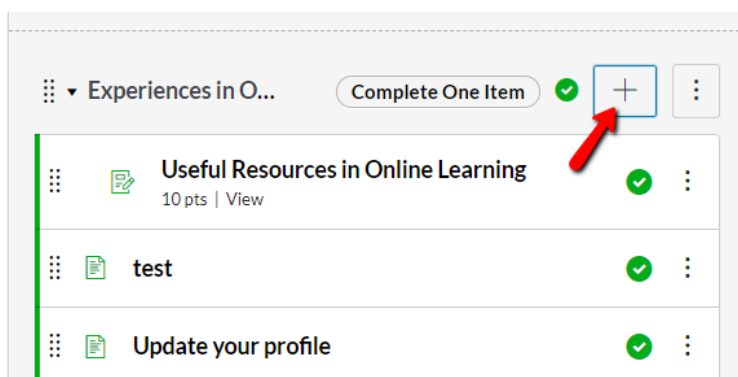 Experiences in O... Complete One Item
Useful Resources in Online Learning
10 pts | View
test
Update your profile